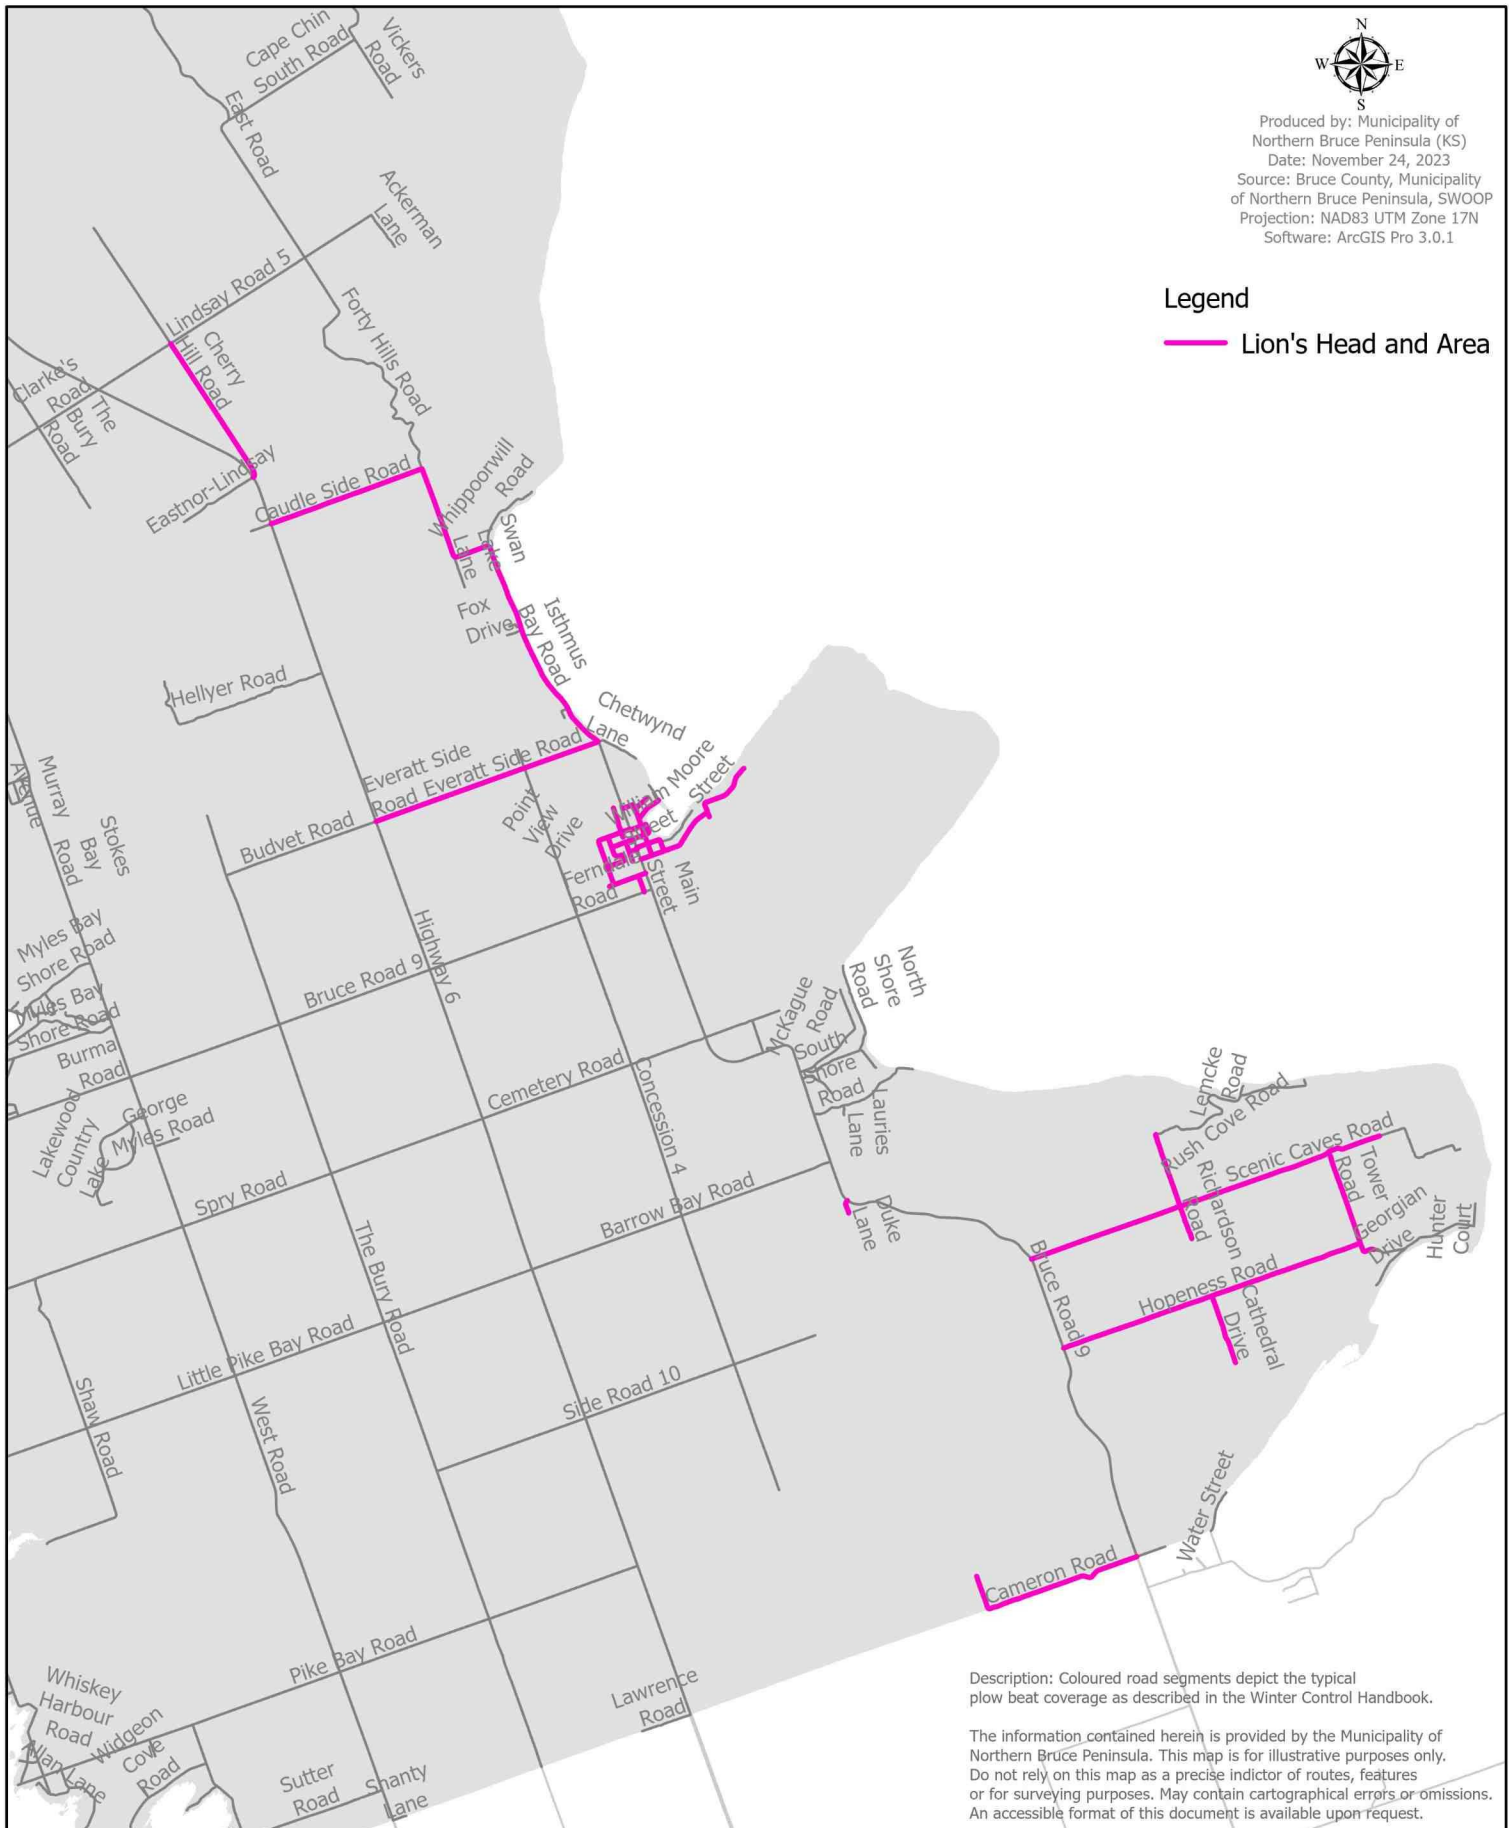 Cape Chin
South Road
Vickers
Road
East Road
N
W
E
S
Produced by: Municipality of
Northern Bruce Peninsula (KS)
Date: November 24, 2023
Source: Bruce County, Municipality
of Northern Bruce Peninsula, SWOOP
Projection: NAD83 UTM Zone 17N
Software: ArcGIS Pro 3.0.1
Legend
Lion's Head and Area
Ackerman
Lane
Lindsay Road 5
Forty Hills Road
Cherry
Hill Road
Clarke's
Road
The
Bury
Road
Eastnor-Lindsay
Caudle Side Road
Whippoorwill
Road
Swan
Lake
Lane
Fox
Drive
Isthmus
Bay Road
Hellyer Road
Chetwynd
Lane
Everatt Side
Road
Everatt Side Road
William Moore
Street
Street
Point
View
Drive
Murray
Road
Avenue
Stokes
Bay
Road
Budvet Road
Ferndale
Road
Main
Street
Highway 6
Myles Bay
Shore Road
Myles Bay
Shore Road
Bruce Road 9
North
Shore
Road
McKague
Road
South
Shore
Road
Burma
Road
Cemetery Road
Concession 4
Lauries
Lane
Lakewood
Country
Lake
George
Myles Road
Lemcke
Road
Rush Cove Road
Scenic Caves Road
Richardson
Road
Tower
Road
Georgian
Drive
Hunter
Court
Spry Road
Barrow Bay Road
Duke
Lane
The Bury Road
Bruce Road 9
Hopeness Road
Cathedral
Drive
Little Pike Bay Road
Side Road 10
Shaw Road
West Road
Water Street
Cameron Road
Pike Bay Road
Lawrence
Road
Whiskey
Harbour
Road
Widgeon
Cove
Road
Allan Lane
Sutter
Road
Shanty
Lane
Description: Coloured road segments depict the typical
plow beat coverage as described in the Winter Control Handbook.
The information contained herein is provided by the Municipality of
Northern Bruce Peninsula. This map is for illustrative purposes only.
Do not rely on this map as a precise indictor of routes, features
or for surveying purposes. May contain cartographical errors or omissions.
An accessible format of this document is available upon request.